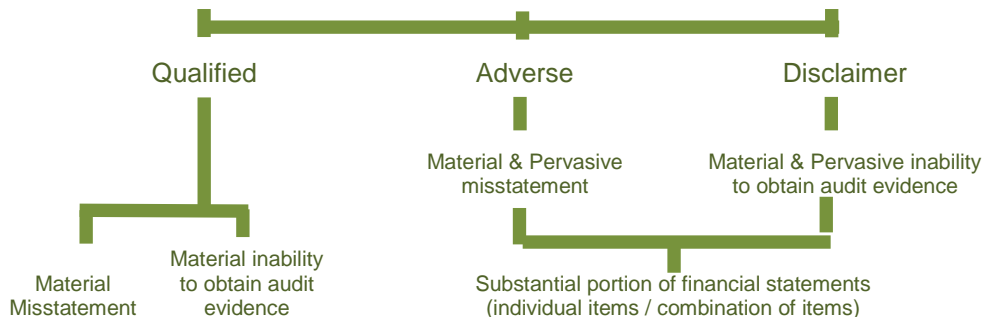 Qualified
Adverse
Disclaimer
Material & Pervasive
misstatement
Material & Pervasive inability
to obtain audit evidence
Material
Misstatement
Material inability
to obtain audit
evidence
Substantial portion of financial statements
(individual items / combination of items)